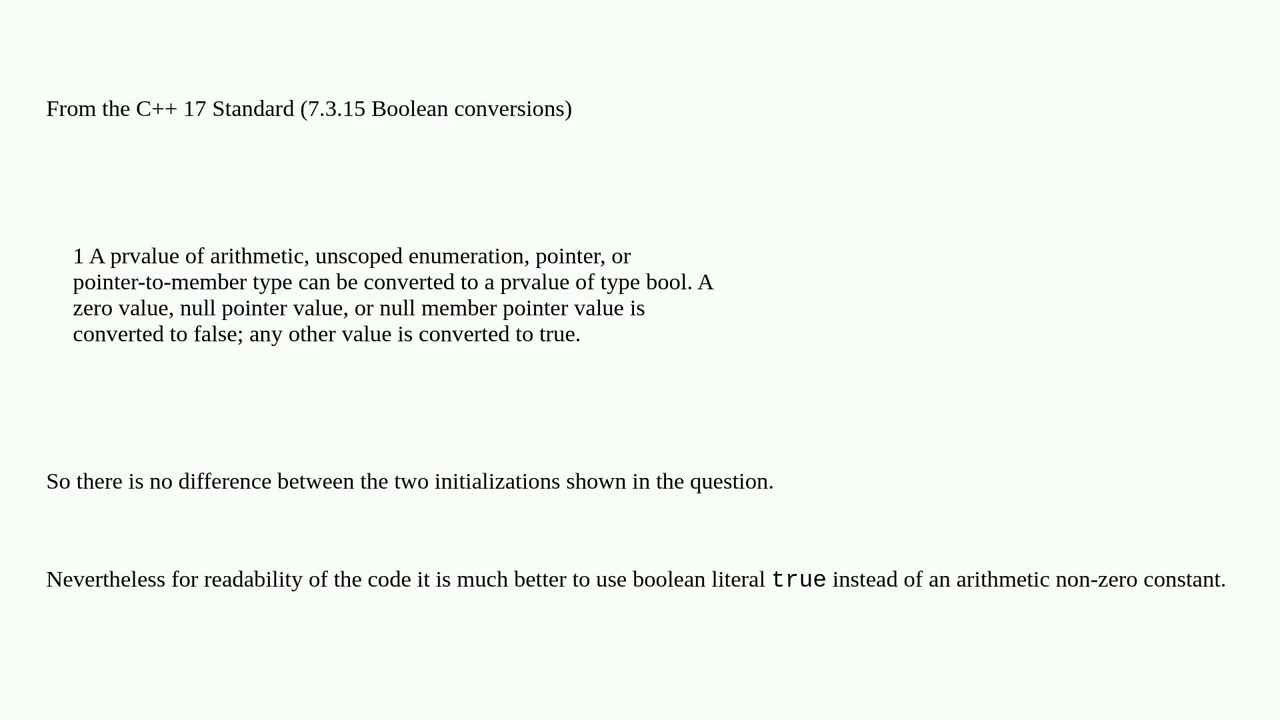 From the C++ 17 Standard (7.3.15 Boolean conversions)
1 A prvalue of arithmetic, unscoped enumeration, pointer, or
pointer-to-member type can be converted to a prvalue of type bool. A
zero value, null pointer value, or null member pointer value is
converted to false; any other value is converted to true.
So there is no difference between the two initializations shown in the question.
Nevertheless for readability of the code it is much better to use boolean literal true instead of an arithmetic non-zero constant.